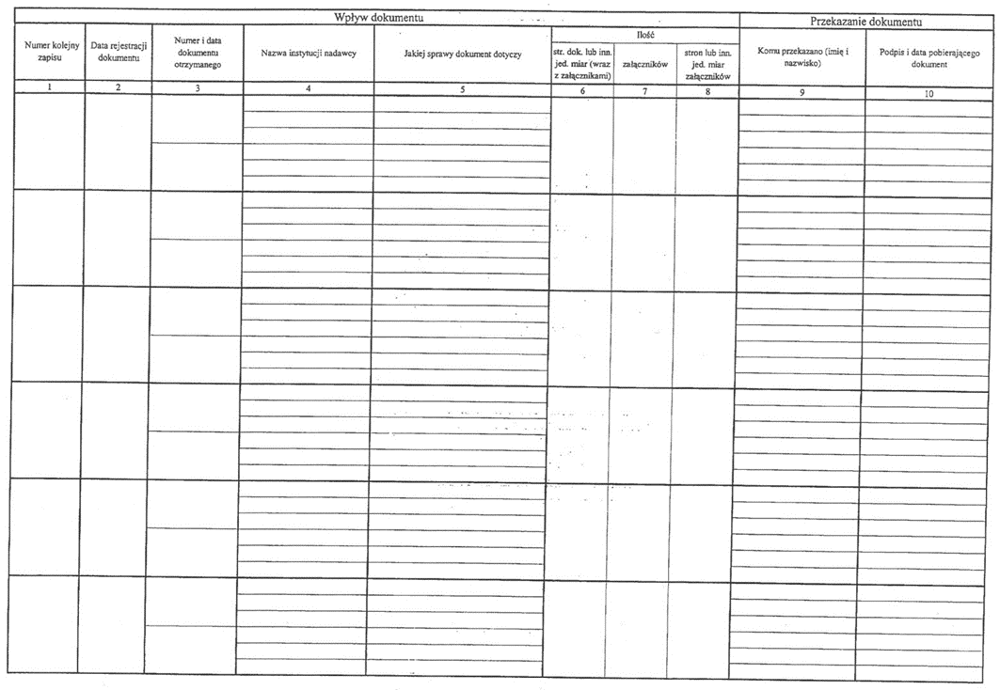 Wpływ dokumentu
Przekazanie dokumentu
Numer kolejny
zapisu
Data rejestracji
dokumentu
Numer i data
dokumentu
otrzymanego
Nazwa instytucji nadawcy
Jakiej sprawy dokument dotyczy
Ilość
str. dok. lub inn.
jed. miar (wraz
z załącznikami)
załączników
stron lub inn.
jed. miar
załączników
Komu przekazano (imię i
nazwisko)
Podpis i data pobierającego
dokument
1 2 3 4 5 6 7 8 9 10